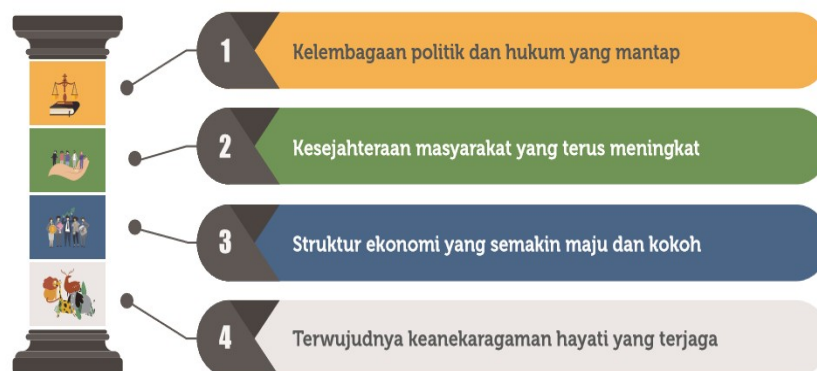 1
Kelembagaan politik dan hukum yang mantap
2
Kesejahteraan masyarakat yang terus meningkat
3
Struktur ekonomi yang semakin maju dan kokoh
4
Terwujudnya keanekaragaman hayati yang terjaga